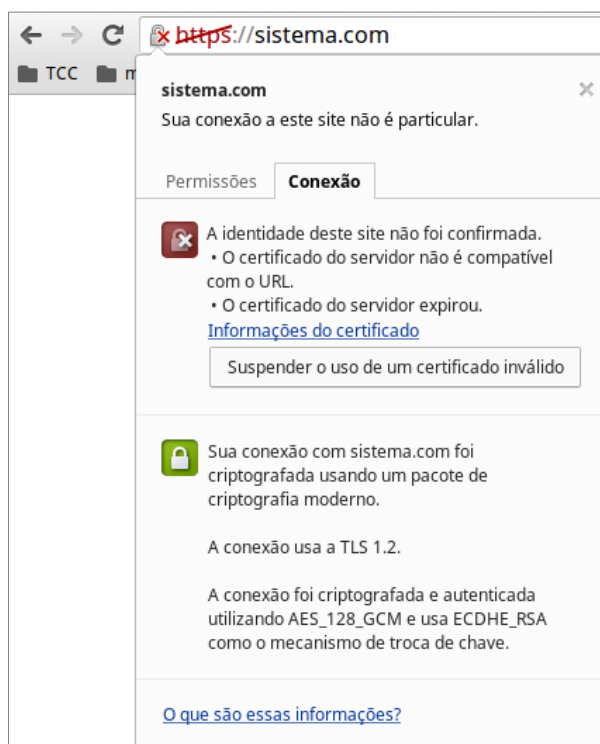 https://sistema.com
TCC
sistema.com
Sua conexão a este site não é particular.
Permissões Conexão
A identidade deste site não foi confirmada.
• O certificado do servidor não é compatível
com o URL.
• O certificado do servidor expirou.
Informações do certificado
Suspender o uso de um certificado inválido
Sua conexão com sistema.com foi
criptografada usando um pacote de
criptografia moderno.
A conexão usa a TLS 1.2.
A conexão foi criptografada e autenticada
utilizando AES_128_GCM e usa ECDHE_RSA
como o mecanismo de troca de chave.
O que são essas informações?